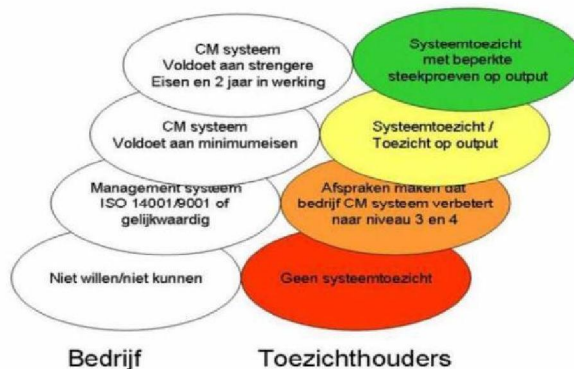 CM systeem
Voldoet aan strengere
Eisen en 2 jaar in werking
Systeemtoezicht
met beperkte
steekproeven op output
CM systeem
Voldoet aan minimumeisen
Systeemtoezicht /
Toezicht op output
Management systeem
ISO 14001/9001 of
gelijkwaardig
Afspraken maken dat
bedrijf CM systeem verbetert
naar niveau 3 en 4
Niet willen/niet kunnen
Geen systeemtoezicht
Bedrijf
Toezichthouders